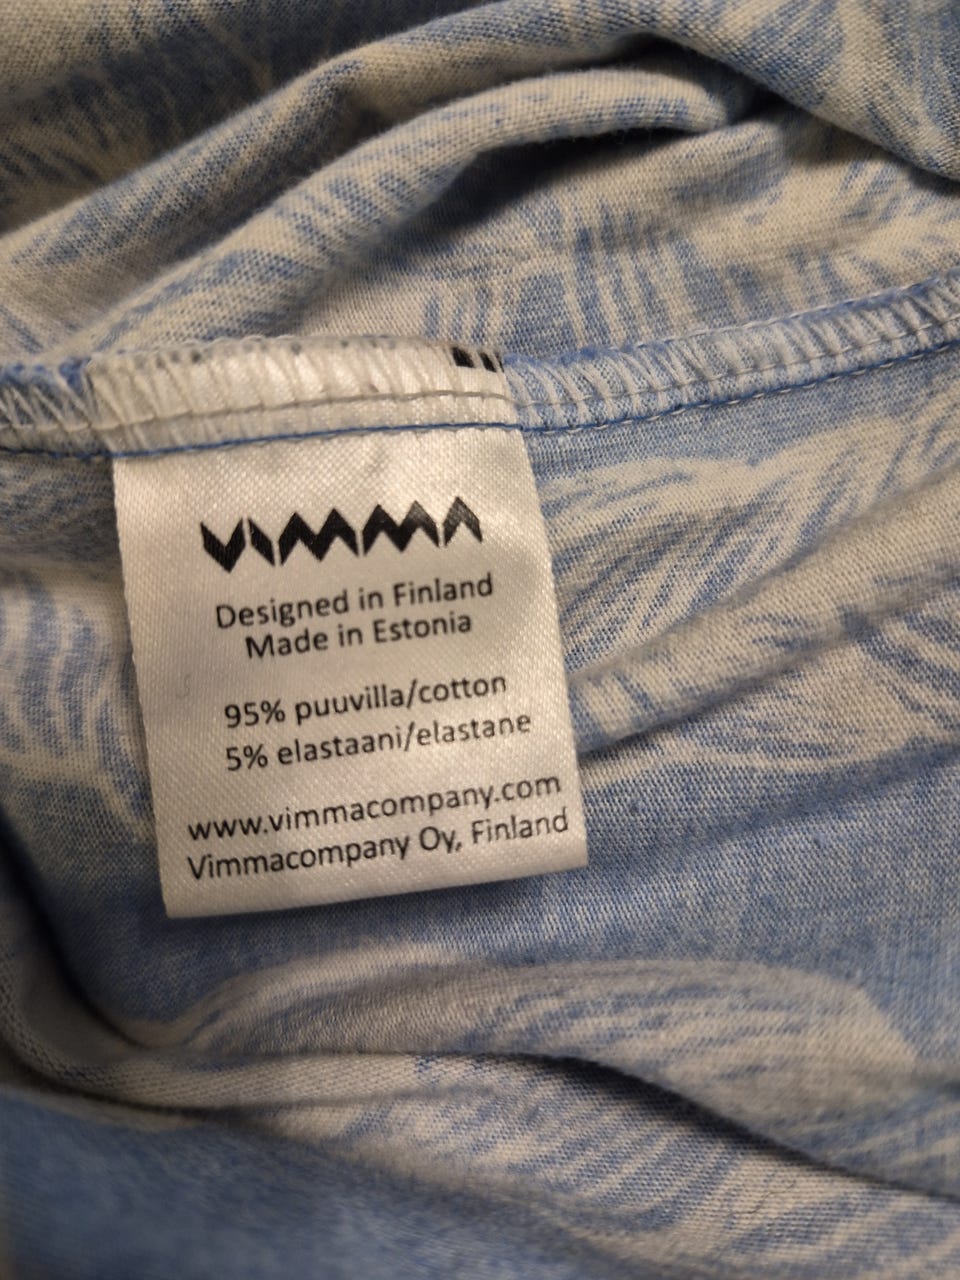 VIMMA
Designed in Finland
Made in Estonia
95% puuvilla/cotton
5% elastaani/elastane
www.vimmacompany.com
Vimmacompany Oy, Finland